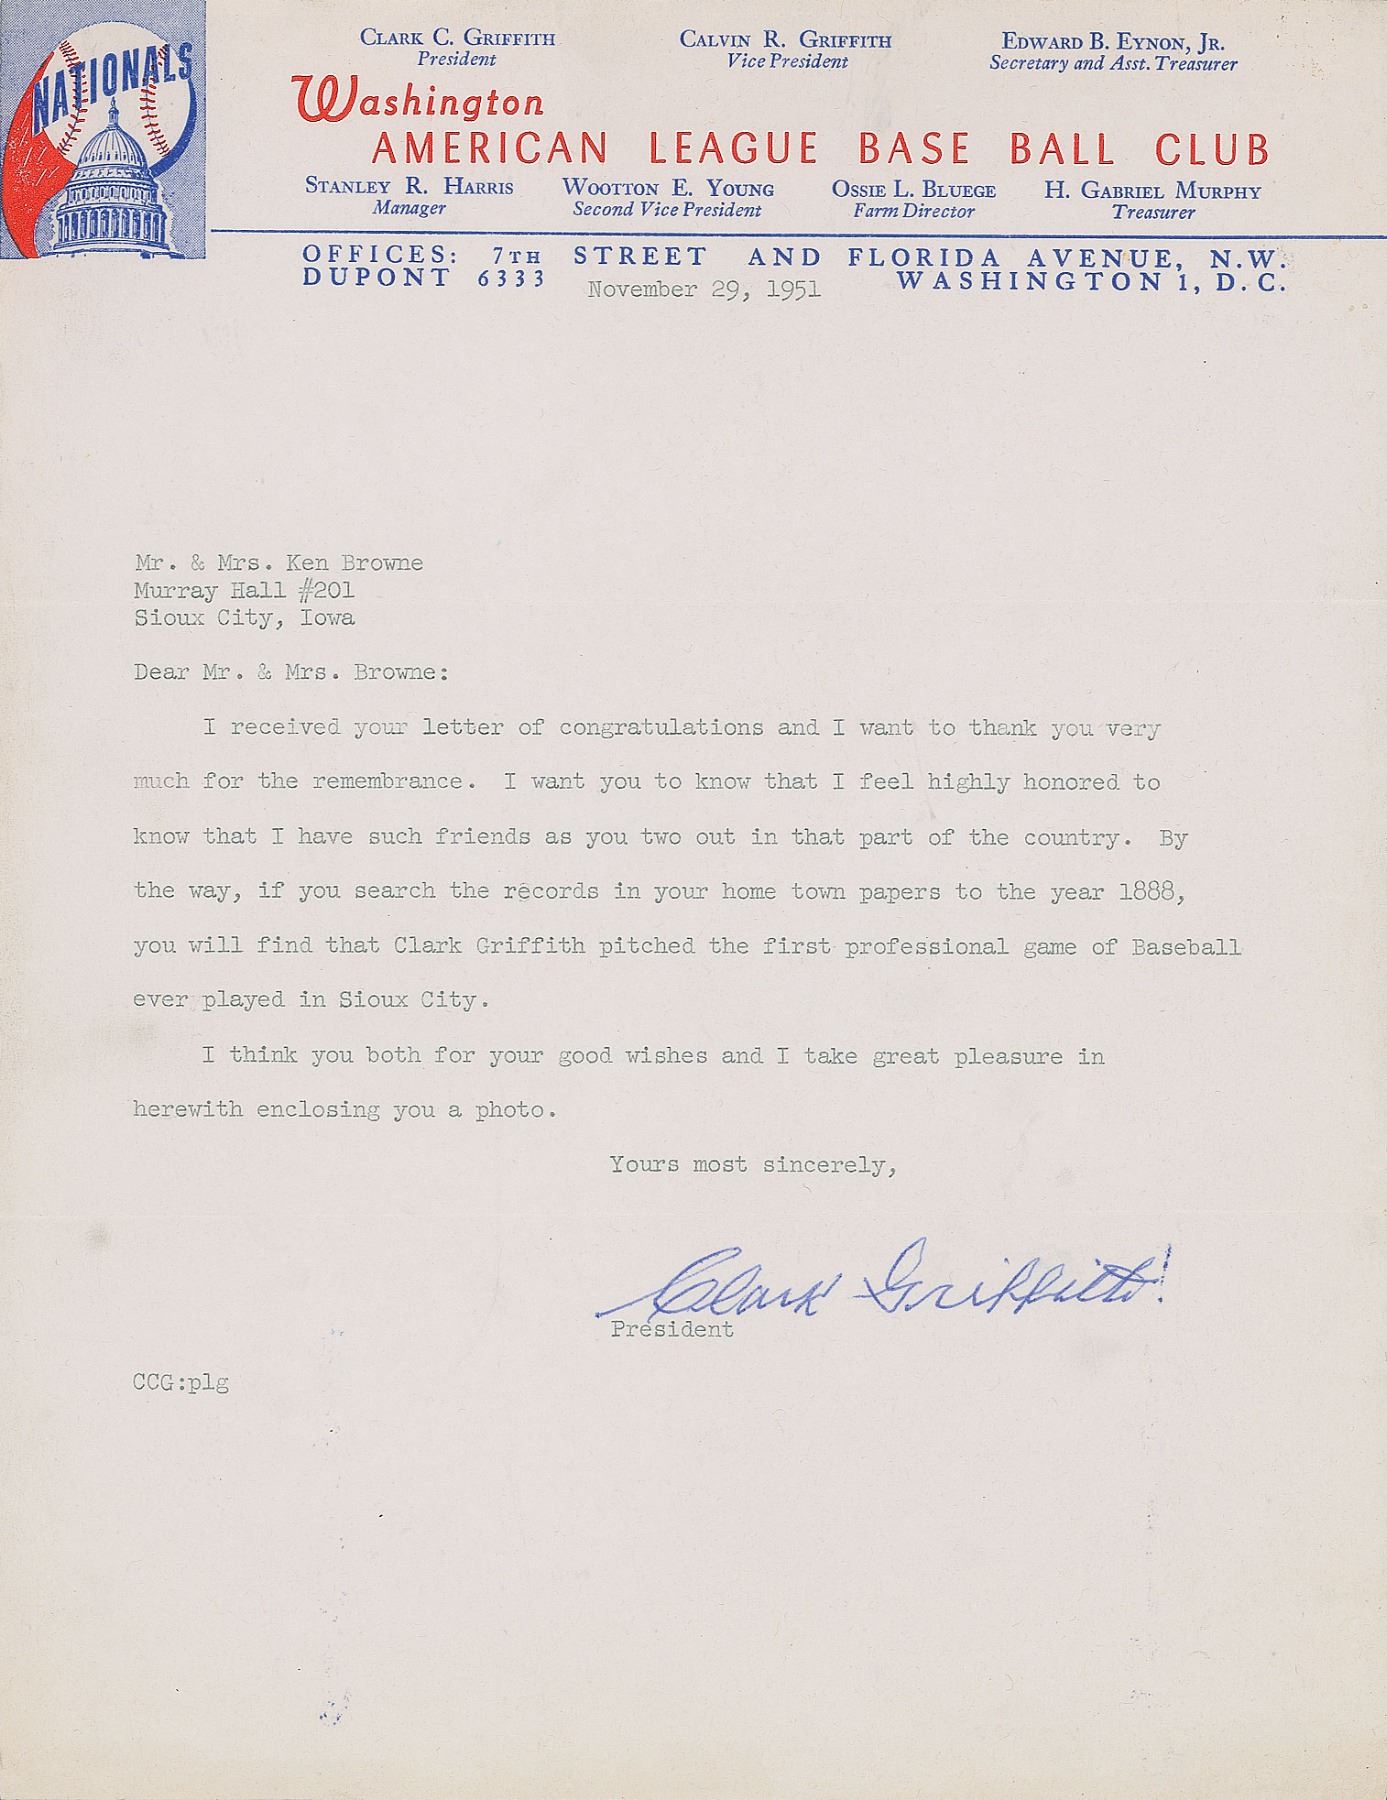 NATIONALS
CLARK C. GRIFFITH
President
CALVIN R. GRIFFITH
Vice President
EDWARD B. EYNON, JR.
Secretary and Asst. Treasurer
Washington
AMERICAN LEAGUE BASE BALL CLUB
STANLEY R. HARRIS
Manager
WOOTTON E. YOUNG
Second Vice President
OSSIE L. BLUEGE
Farm Director
H. GABRIEL MURPHY
Treasurer
OFFICES: 7TH STREET AND FLORIDA AVENUE, N.W.
DUPONT 6333
WASHINGTON 1, D.C.
November 29, 1951
Mr. & Mrs. Ken Browne
Murray Hall #201
Sioux City, Iowa
Dear Mr. & Mrs. Browne:
I received your letter of congratulations and I want to thank you very
much for the remembrance. I want you to know that I feel highly honored to
know that I have such friends as you two out in that part of the country. By
the way, if you search the records in your home town papers to the year 1888,
you will find that Clark Griffith pitched the first professional game of Baseball
ever played in Sioux City.
I think you both for your good wishes and I take great pleasure in
herewith enclosing you a photo.
Yours most sincerely,
Clark Griffith
President
CCG:plg